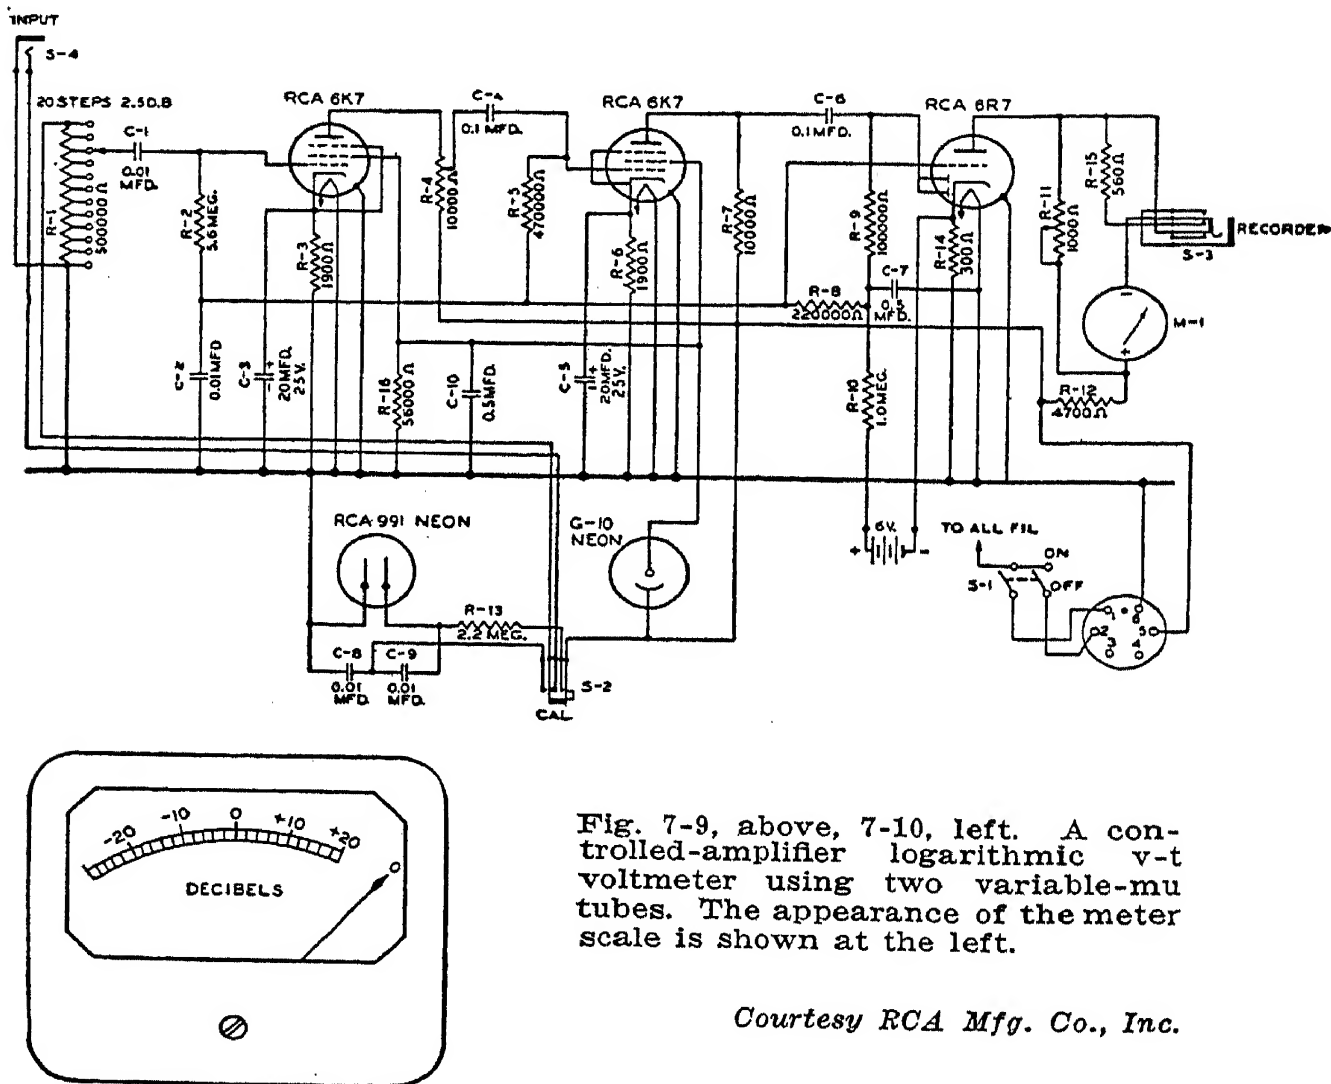 INPUT
S-4
20 STEPS 2.5 D.B
C-1
0.01 MFD.
R-1
500000Ω
R-2
5.6 MEG.
C-2
0.01 MFD
RCA 6K7
R-3
1900Ω
C-3
20 MFD. 25 V.
R-4
10000Ω
C-4
0.1 MFD.
R-5
470000Ω
R-16
56000Ω
C-10
0.5 MFD.
RCA 6K7
R-6
1900Ω
C-5
20 MFD. 25 V.
R-7
10000Ω
C-6
0.1 MFD.
R-8
220000Ω
R-9
100000Ω
C-7
0.5 MFD.
R-10
1.0 MEG.
RCA 6R7
R-14
300Ω
R-11
1000Ω
R-15
560Ω
RECORDER
S-3
M-1
- 
+
R-12
4700Ω
RCA 991 NEON
R-13
2.2 MEG.
C-8
0.01 MFD.
C-9
0.01 MFD.
G-10 NEON
S-2
CAL
+ 6V. -
TO ALL FIL
ON
S-1
OFF
1 6
2 5
3 4
-20 -10 0 +10 +20
0
DECIBELS
Fig. 7-9, above, 7-10, left. A con-
trolled-amplifier logarithmic v-t
voltmeter using two variable-mu
tubes. The appearance of the meter
scale is shown at the left.
Courtesy RCA Mfg. Co., Inc.